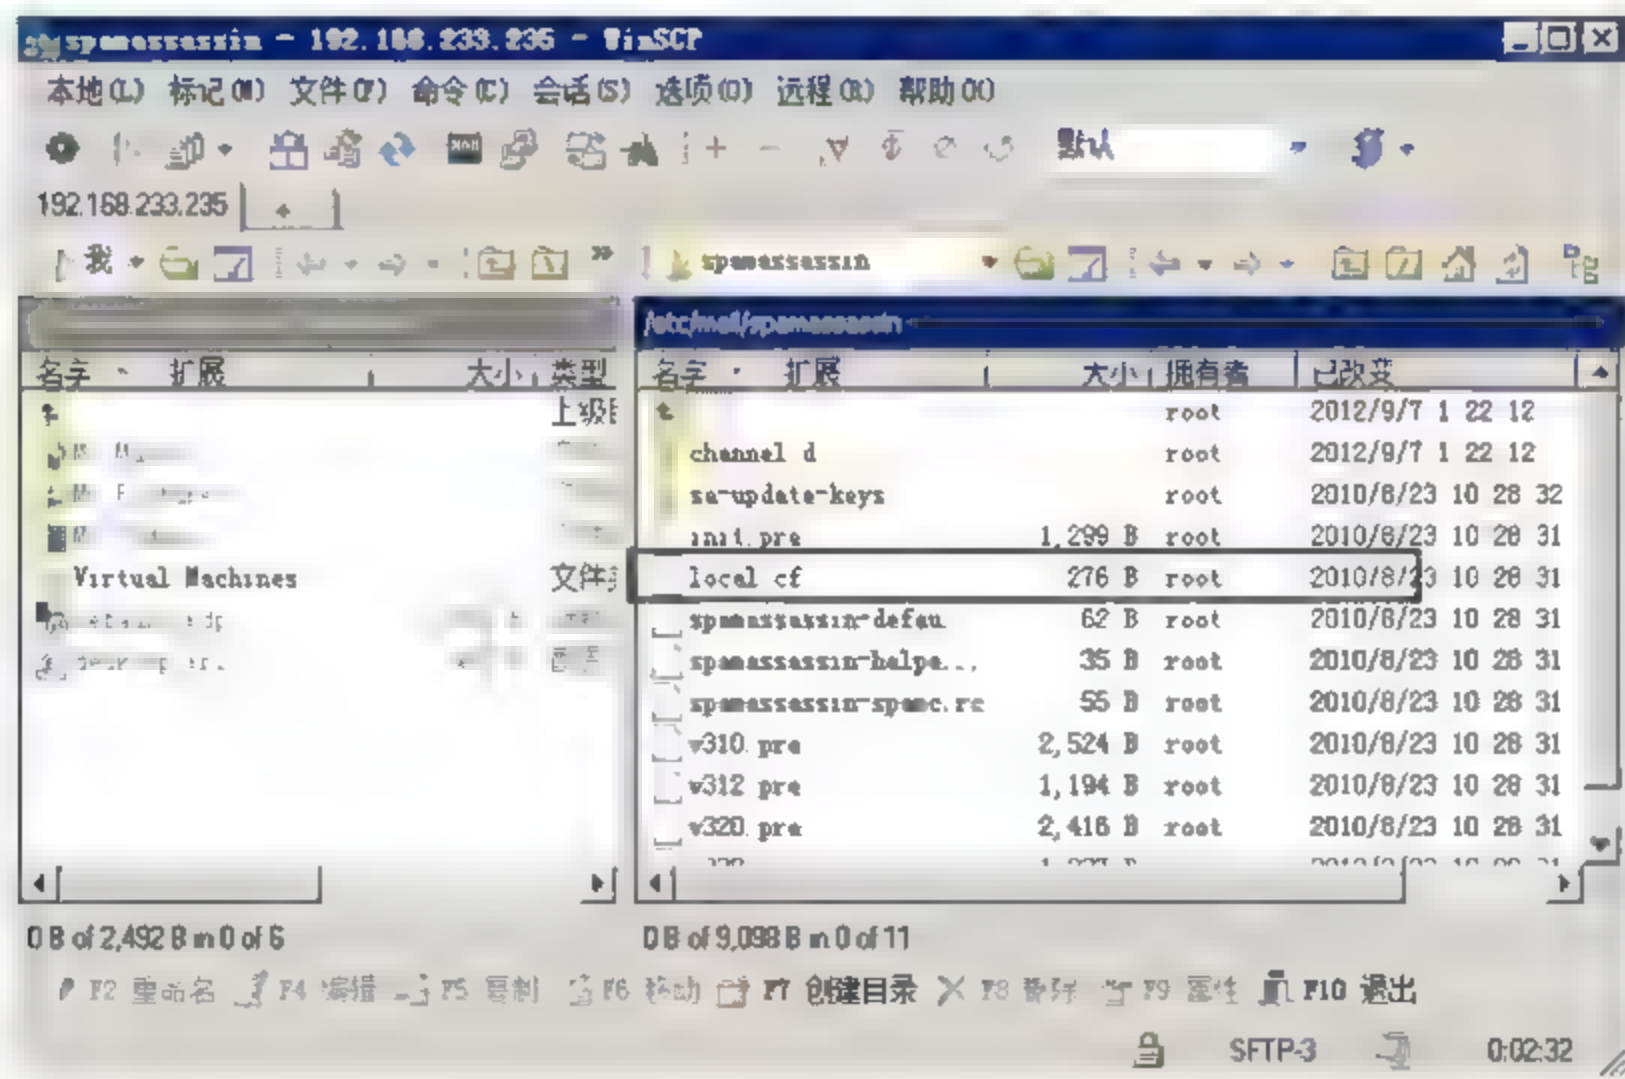 spamassassin - 192.168.233.235 - WinSCP
本地(L) 标记(M) 文件(F) 命令(C) 会话(S) 选项(O) 远程(R) 帮助(H)
默认
192.168.233.235
我 spamassassin
/etc/mail/spamassassin
名字 扩展 大小 类型 名字 扩展 大小 拥有者 已改变
上级 root 2012/9/7 1 22 12
channel d root 2012/9/7 1 22 12
sa-update-keys root 2010/8/23 10 28 32
init.pre 1,299 B root 2010/8/23 10 28 31
Virtual Machines 文件 local cf 276 B root 2010/8/23 10 28 31
spamassassin-defau 62 B root 2010/8/23 10 28 31
spamassassin-helpe... 35 B root 2010/8/23 10 28 31
spamassassin-spamc.rc 55 B root 2010/8/23 10 28 31
v310.pre 2,524 B root 2010/8/23 10 28 31
v312 pre 1,194 B root 2010/8/23 10 28 31
v320.pre 2,416 B root 2010/8/23 10 28 31
0 B of 2,492 B in 0 of 6 0 B of 9,098 B in 0 of 11
F2 重命名 F4 编辑 F5 复制 F6 移动 F7 创建目录 F8 删除 F9 属性 F10 退出
SFTP-3 0:02:32